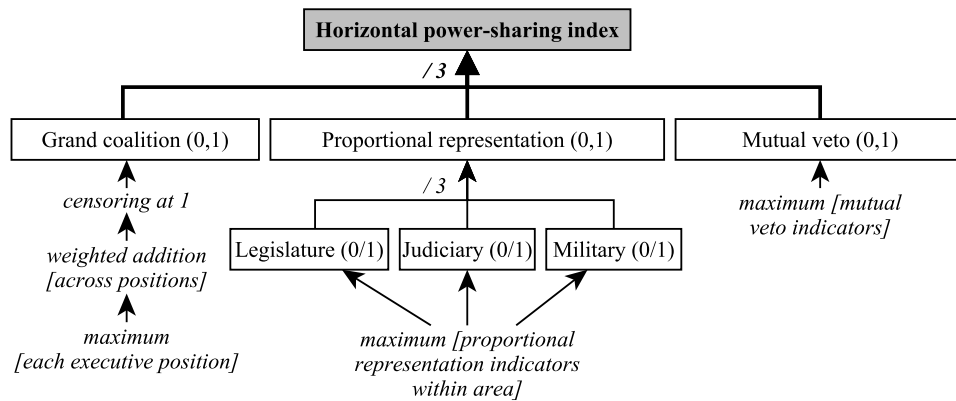 Horizontal power-sharing index
/ 3
Grand coalition (0,1)
Proportional representation (0,1)
Mutual veto (0,1)
censoring at 1
/ 3
maximum [mutual
veto indicators]
Legislature (0/1)
Judiciary (0/1)
Military (0/1)
weighted addition
[across positions]
maximum
[each executive position]
maximum [proportional
representation indicators
within area]